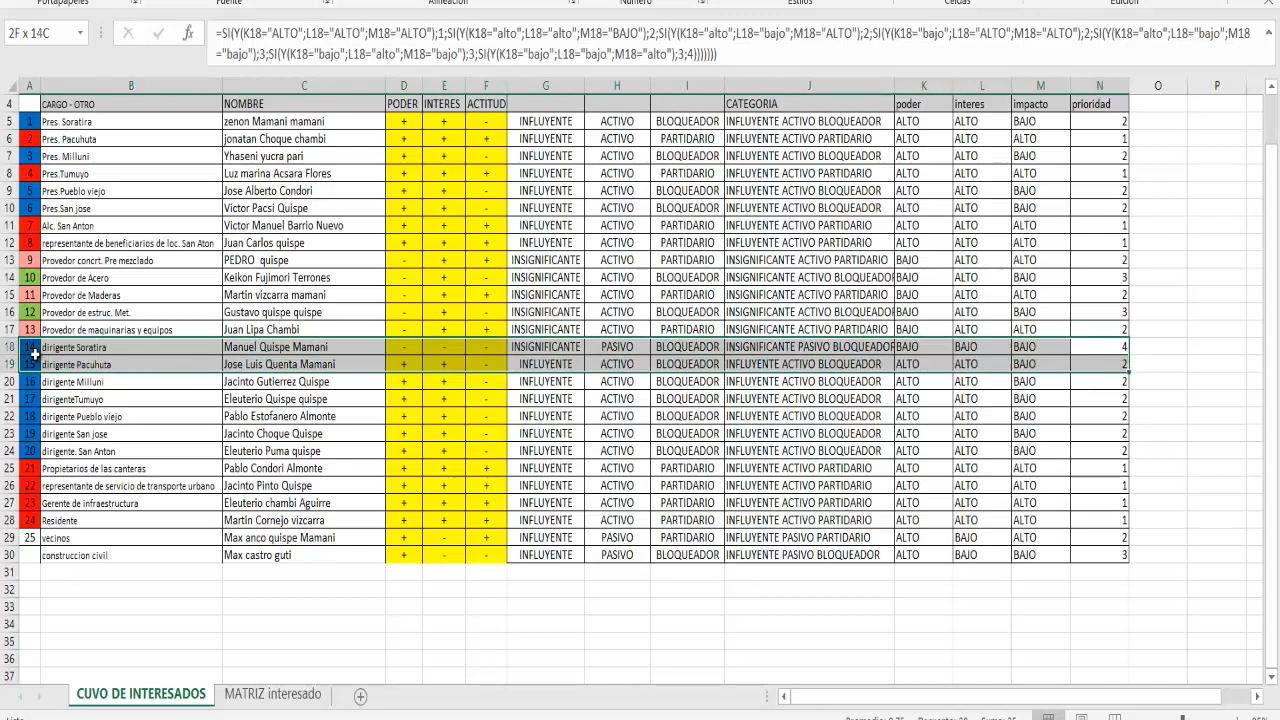 Portapapeles Fuente Alineación Número Estilos Celdas Edición
2F x 14C fx =SI(Y(K18="ALTO";L18="ALTO";M18="ALTO");1;SI(Y(K18="alto";L18="alto";M18="BAJO");2;SI(Y(K18="alto";L18="bajo";M18="ALTO");2;SI(Y(K18="bajo";L18="ALTO";M18="ALTO");2;SI(Y(K18="alto";L18="bajo";M18
="bajo");3;SI(Y(K18="bajo";L18="alto";M18="bajo");3;SI(Y(K18="bajo";L18="bajo";M18="alto");3;4)))))))
A B C D E F G H I J K L M N O P
4 CARGO - OTRO NOMBRE PODER INTERES ACTITUD CATEGORIA poder interes impacto prioridad
5 1 Pres. Soratira zenon Mamani mamani + + - INFLUYENTE ACTIVO BLOQUEADOR INFLUYENTE ACTIVO BLOQUEADOR ALTO ALTO BAJO 2
6 2 Pres. Pacuhuta jonatan Choque chambi + + + INFLUYENTE ACTIVO PARTIDARIO INFLUYENTE ACTIVO PARTIDARIO ALTO ALTO ALTO 1
7 3 Pres. Milluni Yhaseni yucra pari + + - INFLUYENTE ACTIVO BLOQUEADOR INFLUYENTE ACTIVO BLOQUEADOR ALTO ALTO BAJO 2
8 4 Pres.Tumuyo Luz marina Acsara Flores + + + INFLUYENTE ACTIVO PARTIDARIO INFLUYENTE ACTIVO PARTIDARIO ALTO ALTO ALTO 1
9 5 Pres.Pueblo viejo Jose Alberto Condori + + - INFLUYENTE ACTIVO BLOQUEADOR INFLUYENTE ACTIVO BLOQUEADOR ALTO ALTO BAJO 2
10 6 Pres.San jose Victor Pacsi Quispe + + - INFLUYENTE ACTIVO BLOQUEADOR INFLUYENTE ACTIVO BLOQUEADOR ALTO ALTO BAJO 2
11 7 Alc. San Anton Victor Manuel Barrio Nuevo + + + INFLUYENTE ACTIVO PARTIDARIO INFLUYENTE ACTIVO PARTIDARIO ALTO ALTO ALTO 1
12 8 representante de beneficiarios de loc. San Aton Juan Carlos quispe + + + INFLUYENTE ACTIVO PARTIDARIO INFLUYENTE ACTIVO PARTIDARIO ALTO ALTO ALTO 1
13 9 Provedor concrt. Pre mezclado PEDRO quispe - + + INSIGNIFICANTE ACTIVO PARTIDARIO INSIGNIFICANTE ACTIVO PARTIDARIO BAJO ALTO ALTO 2
14 10 Provedor de Acero Keikon Fujimori Terrones - + - INSIGNIFICANTE ACTIVO BLOQUEADOR INSIGNIFICANTE ACTIVO BLOQUEADOR BAJO ALTO BAJO 3
15 11 Provedor de Maderas Martin vizcarra mamani - + + INSIGNIFICANTE ACTIVO PARTIDARIO INSIGNIFICANTE ACTIVO PARTIDARIO BAJO ALTO ALTO 2
16 12 Provedor de estruc. Met. Gustavo quispe quispe - + - INSIGNIFICANTE ACTIVO BLOQUEADOR INSIGNIFICANTE ACTIVO BLOQUEADOR BAJO ALTO BAJO 3
17 13 Provedor de maquinarias y equipos Juan Lipa Chambi - + + INSIGNIFICANTE ACTIVO PARTIDARIO INSIGNIFICANTE ACTIVO PARTIDARIO BAJO ALTO ALTO 2
18 14 dirigente Soratira Manuel Quispe Mamani - - - INSIGNIFICANTE PASIVO BLOQUEADOR INSIGNIFICANTE PASIVO BLOQUEADOR BAJO BAJO BAJO 4
19 15 dirigente Pacuhuta Jose Luis Quenta Mamani + + - INFLUYENTE ACTIVO BLOQUEADOR INFLUYENTE ACTIVO BLOQUEADOR ALTO ALTO BAJO 2
20 16 dirigente Milluni Jacinto Gutierrez Quispe + + - INFLUYENTE ACTIVO BLOQUEADOR INFLUYENTE ACTIVO BLOQUEADOR ALTO ALTO BAJO 2
21 17 dirigenteTumuyo Eleuterio Quispe quispe + + - INFLUYENTE ACTIVO BLOQUEADOR INFLUYENTE ACTIVO BLOQUEADOR ALTO ALTO BAJO 2
22 18 dirigente Pueblo viejo Pablo Estofanero Almonte + + - INFLUYENTE ACTIVO BLOQUEADOR INFLUYENTE ACTIVO BLOQUEADOR ALTO ALTO BAJO 2
23 19 dirigente San jose Jacinto Choque Quispe + + - INFLUYENTE ACTIVO BLOQUEADOR INFLUYENTE ACTIVO BLOQUEADOR ALTO ALTO BAJO 2
24 20 dirigente. San Anton Eleuterio Puma quispe + + - INFLUYENTE ACTIVO BLOQUEADOR INFLUYENTE ACTIVO BLOQUEADOR ALTO ALTO BAJO 2
25 21 Propietarios de las canteras Pablo Condori Almonte + + + INFLUYENTE ACTIVO PARTIDARIO INFLUYENTE ACTIVO PARTIDARIO ALTO ALTO ALTO 1
26 22 representante de servicio de transporte urbano Jacinto Pinto Quispe + + + INFLUYENTE ACTIVO PARTIDARIO INFLUYENTE ACTIVO PARTIDARIO ALTO ALTO ALTO 1
27 23 Gerente de infraestructura Eleuterio chambi Aguirre + + + INFLUYENTE ACTIVO PARTIDARIO INFLUYENTE ACTIVO PARTIDARIO ALTO ALTO ALTO 1
28 24 Residente Martin Cornejo vizcarra + + + INFLUYENTE ACTIVO PARTIDARIO INFLUYENTE ACTIVO PARTIDARIO ALTO ALTO ALTO 1
29 25 vecinos Max anco quispe Mamani + - + INFLUYENTE PASIVO PARTIDARIO INFLUYENTE PASIVO PARTIDARIO ALTO BAJO ALTO 2
30 construccion civil Max castro guti + - - INFLUYENTE PASIVO BLOQUEADOR INFLUYENTE PASIVO BLOQUEADOR ALTO BAJO BAJO 3
31
32
33
34
35
36
37
CUVO DE INTERESADOS MATRIZ interesado